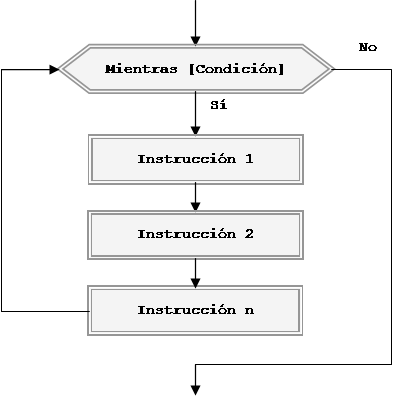 No
Mientras [Condición]
Sí
Instrucción 1
Instrucción 2
Instrucción n